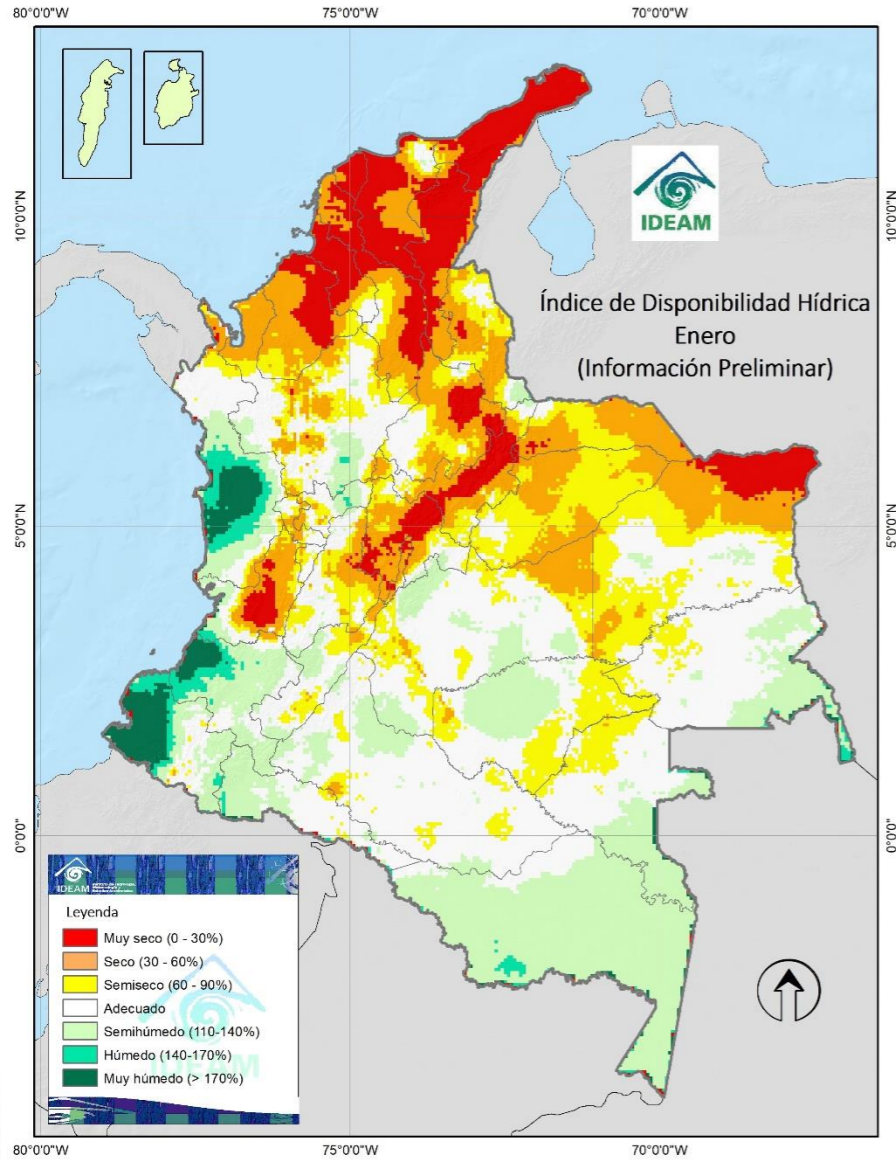 80°0'0"W
75°0'0"W
70°0'0"W
10°0'0"N
10°0'0"N
IDEAM
Índice de Disponibilidad Hídrica
Enero
(Información Preliminar)
5°0'0"N
5°0'0"N
0°0'0"
0°0'0"
IDEAM
Leyenda
Muy seco (0 - 30%)
Seco (30 - 60%)
Semiseco (60 - 90%)
Adecuado
Semihúmedo (110-140%)
Húmedo (140-170%)
Muy húmedo (> 170%)
IDEAM
80°0'0"W
75°0'0"W
70°0'0"W